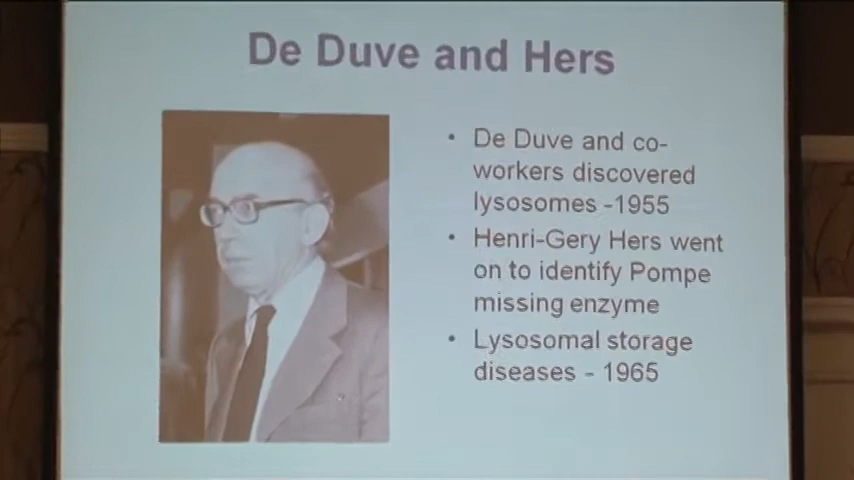 De Duve and Hers
• De Duve and co-
workers discovered
lysosomes -1955
• Henri-Gery Hers went
on to identify Pompe
missing enzyme
• Lysosomal storage
diseases - 1965